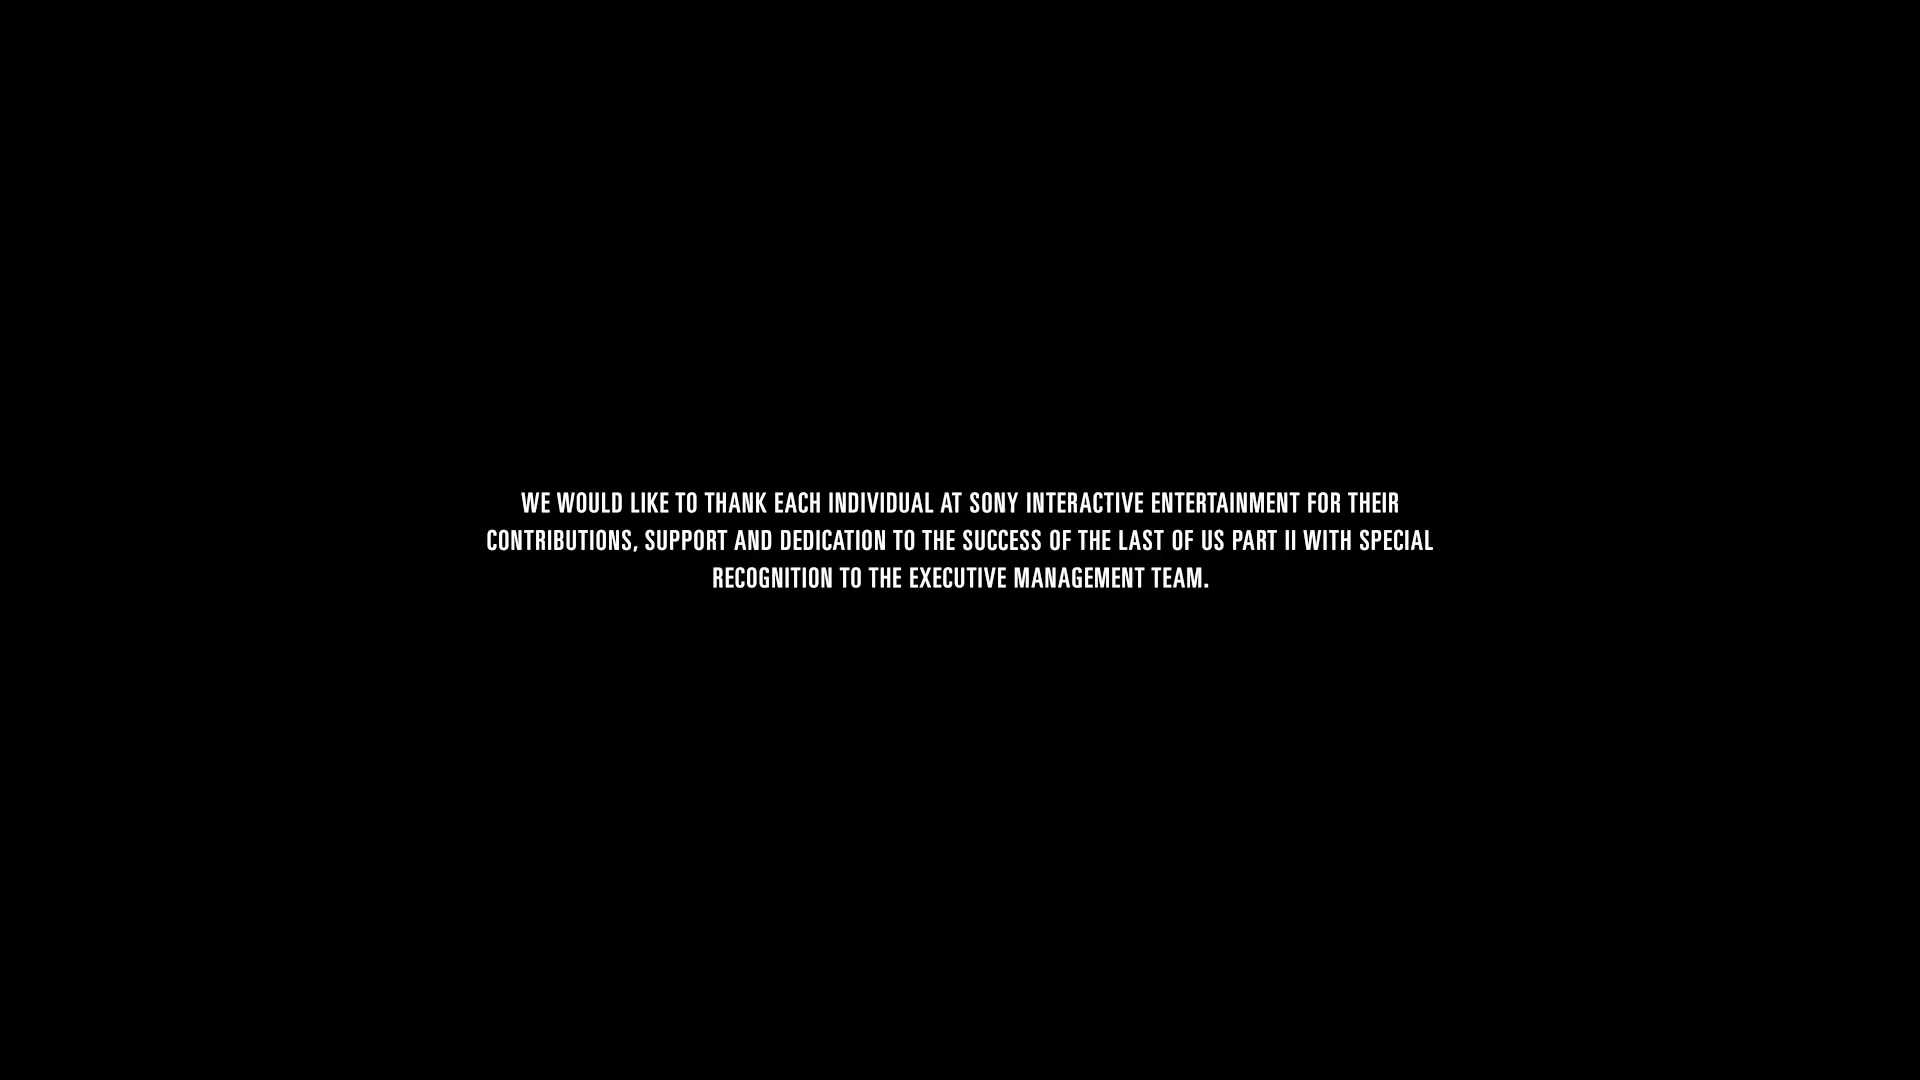 WE WOULD LIKE TO THANK EACH INDIVIDUAL AT SONY INTERACTIVE ENTERTAINMENT FOR THEIR
CONTRIBUTIONS, SUPPORT AND DEDICATION TO THE SUCCESS OF THE LAST OF US PART II WITH SPECIAL
RECOGNITION TO THE EXECUTIVE MANAGEMENT TEAM.